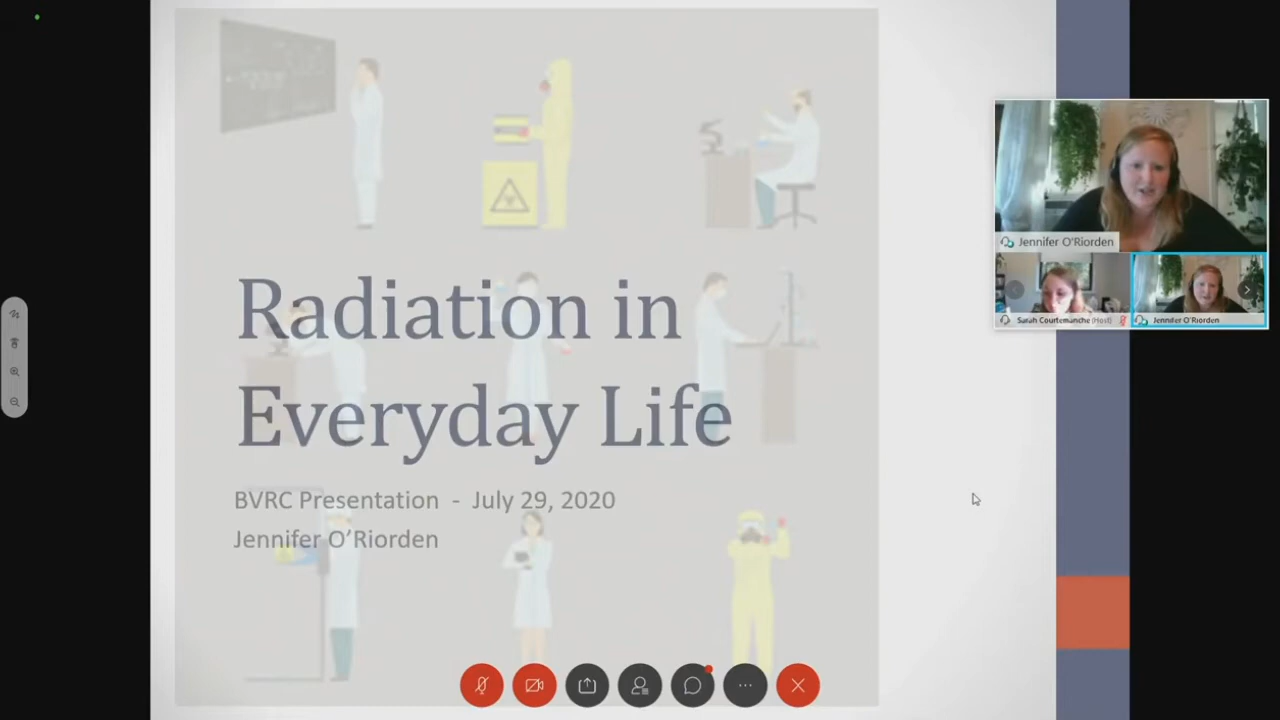 Radiation in
Everyday Life
BVRC Presentation - July 29, 2020
Jennifer O'Riorden
Jennifer O'Riorden
Sarah Courtemanche (Host)
Jennifer O'Riorden